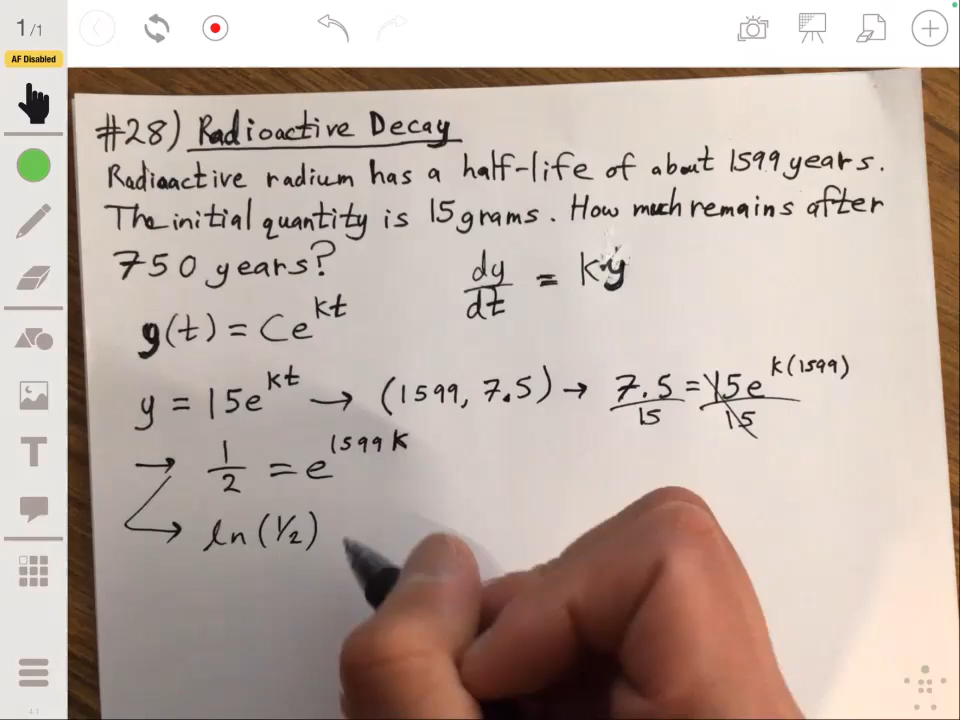 1/1
AF Disabled
#28) Radioactive Decay
Radioactive radium has a half-life of about 1599 years.
The initial quantity is 15 grams. How much remains after
750 years?
dy/dt = ky
y(t) = Ce^kt
y = 15e^kt → (1599, 7.5) → 7.5/15 = 15e^k(1599)/15
→ 1/2 = e^1599k
→ ln(1/2)
T
4.1